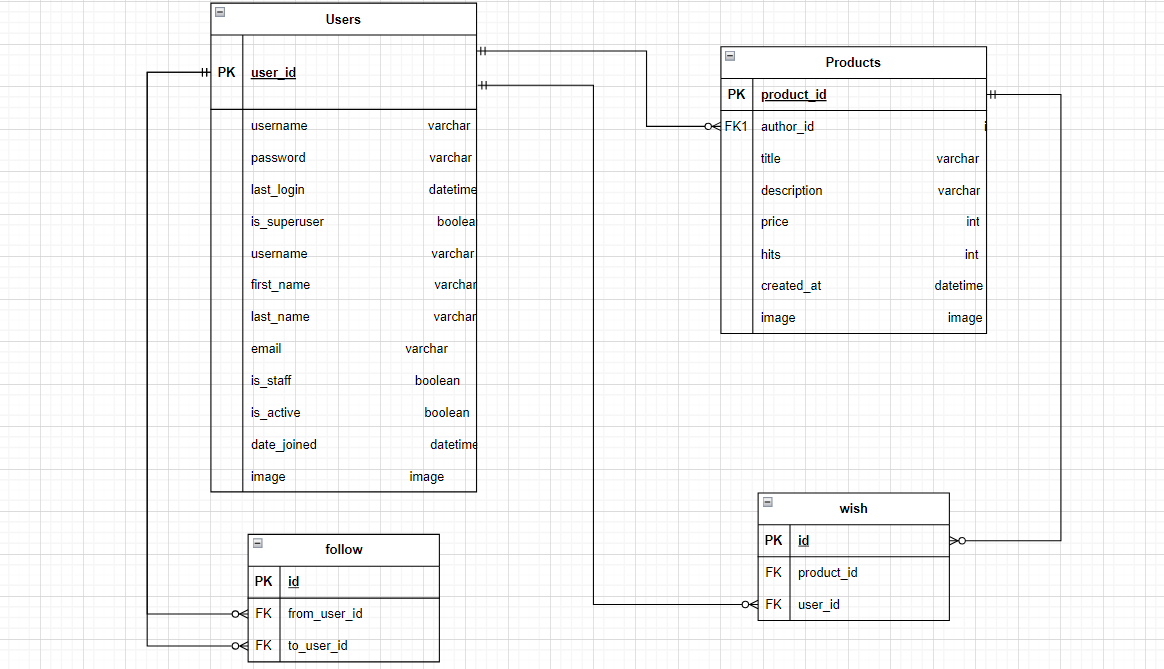 Users
PK user_id
username varchar
password varchar
last_login datetime
is_superuser boolea
username varchar
first_name varchar
last_name varchar
email varchar
is_staff boolean
is_active boolean
date_joined datetime
image image
Products
PK product_id
FK1 author_id i
title varchar
description varchar
price int
hits int
created_at datetime
image image
follow
PK id
FK from_user_id
FK to_user_id
wish
PK id
FK product_id
FK user_id